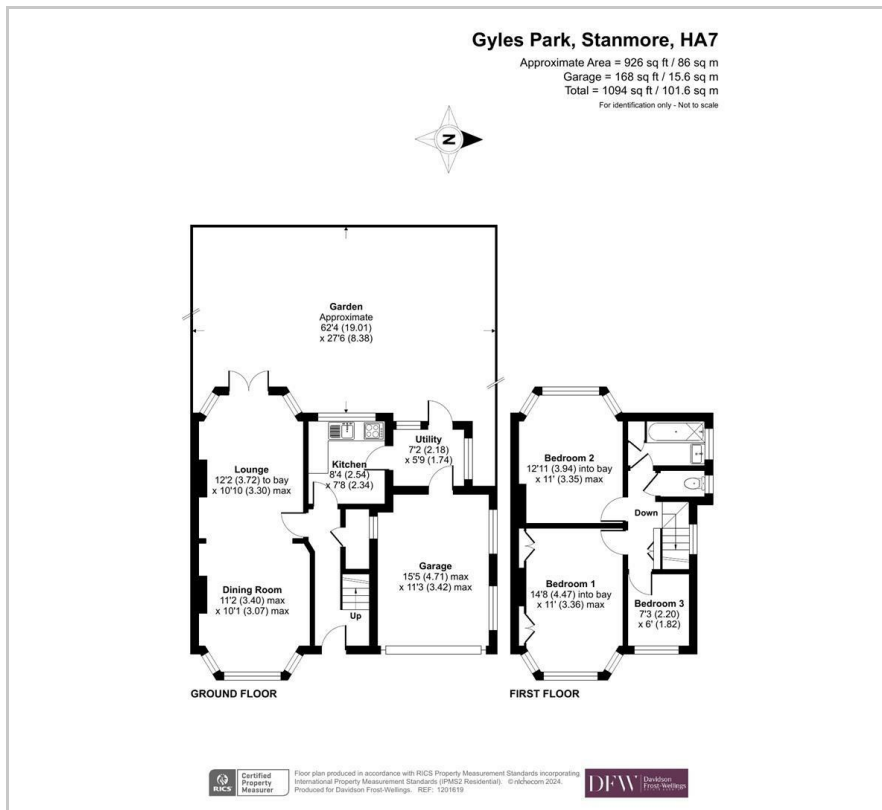 Gyles Park, Stanmore, HA7
Approximate Area = 926 sq ft / 86 sq m
Garage = 168 sq ft / 15.6 sq m
Total = 1094 sq ft / 101.6 sq m
For identification only - Not to scale
N
Garden
Approximate
62'4 (19.01)
x 27'6 (8.38)
Utility
7'2 (2.18)
x 5'9 (1.74)
Kitchen
8'4 (2.54)
x 7'8 (2.34)
Lounge
12'2 (3.72) to bay
x 10'10 (3.30) max
Garage
15'5 (4.71) max
x 11'3 (3.42) max
Dining Room
11'2 (3.40) max
x 10'1 (3.07) max
Up
GROUND FLOOR
Bedroom 2
12'11 (3.94) into bay
x 11' (3.35) max
Down
Bedroom 1
14'8 (4.47) into bay
x 11' (3.36) max
Bedroom 3
7'3 (2.20)
x 6' (1.82)
FIRST FLOOR
RICS
Certified
Property
Measurer
Floor plan produced in accordance with RICS Property Measurement Standards incorporating
International Property Measurement Standards (IPMS2 Residential). © nichecom 2024.
Produced for Davidson Frost-Wellings. REF: 1201619
DFW
Davidson
Frost-Wellings